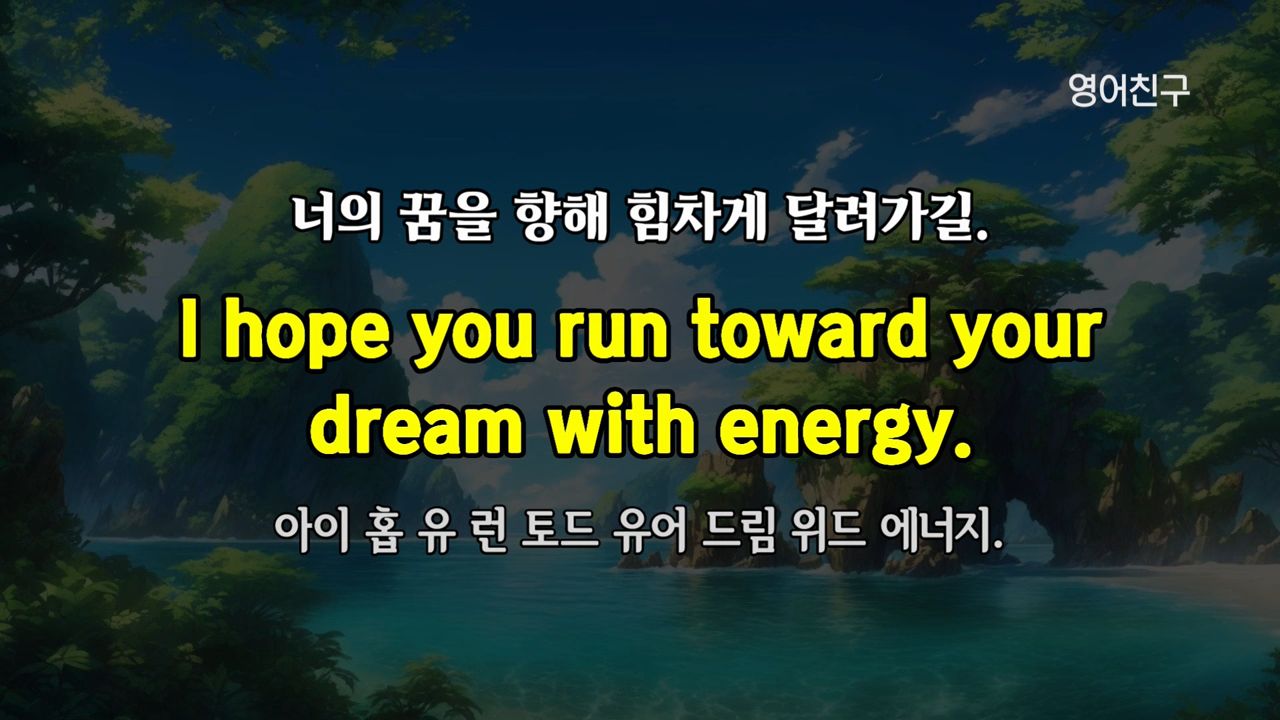 영어친구
너의 꿈을 향해 힘차게 달려가길.
I hope you run toward your
dream with energy.
아이 홉 유 런 토드 유어 드림 위드 에너지.